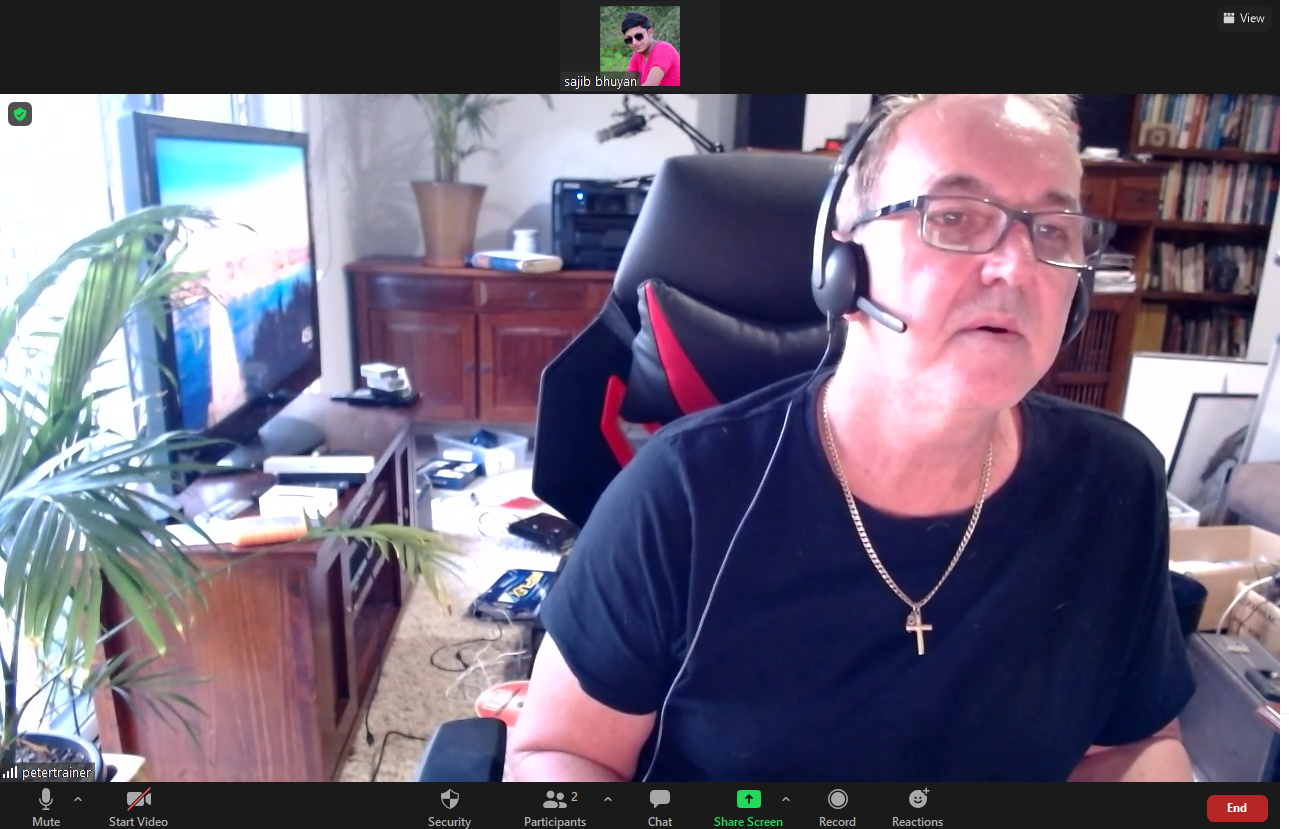 View
sajib bhuyan
petertrainer
Mute
Start Video
Security
Participants
2
Chat
Share Screen
Record
Reactions
End